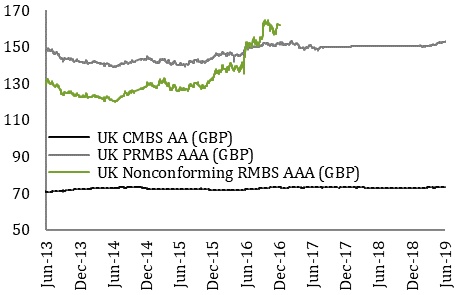 170
150
130
110
90
70
50
UK CMBS AA (GBP)
UK PRMBS AAA (GBP)
UK Nonconforming RMBS AAA (GBP)
Jun-13
Dec-13
Jun-14
Dec-14
Jun-15
Dec-15
Jun-16
Dec-16
Jun-17
Dec-17
Jun-18
Dec-18
Jun-19